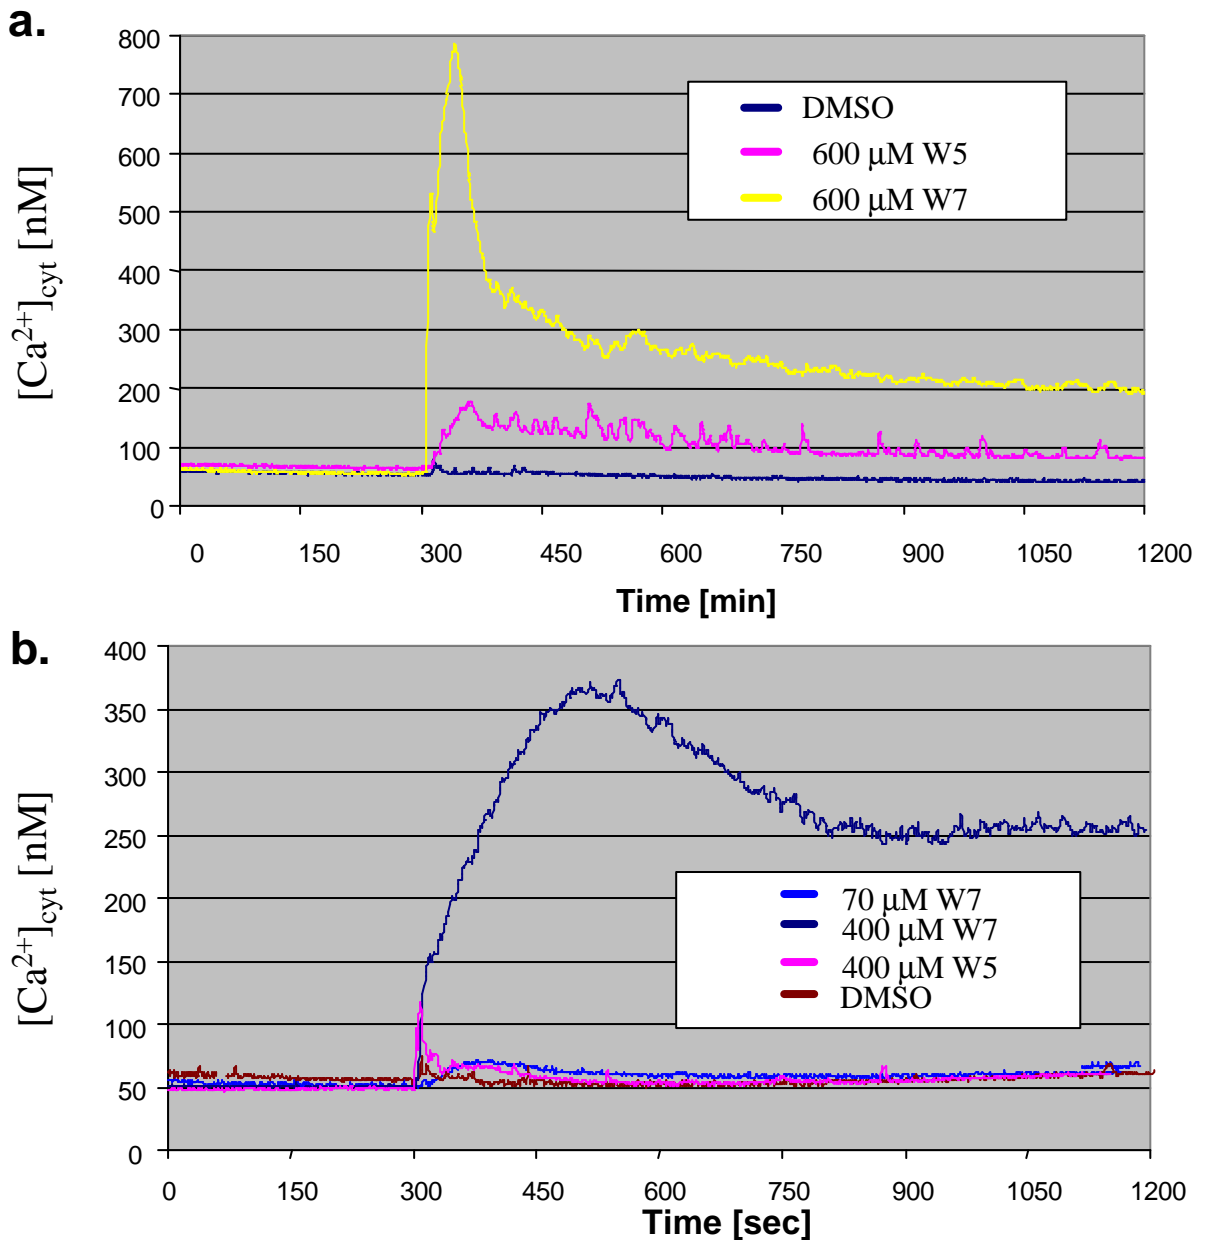 a.
800
700
600
500
400
300
200
100
0
[Ca²⁺]cyt [nM]
DMSO
600 μM W5
600 μM W7
0 150 300 450 600 750 900 1050 1200
Time [min]
b.
400
350
300
250
200
150
100
50
0
[Ca²⁺]cyt [nM]
70 μM W7
400 μM W7
400 μM W5
DMSO
0 150 300 450 600 750 900 1050 1200
Time [sec]